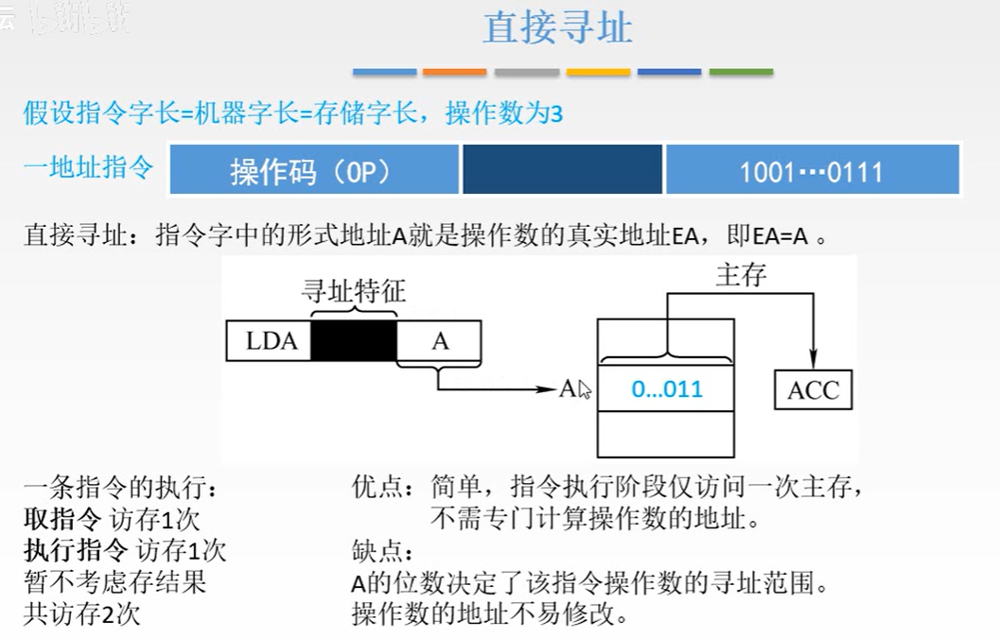 云
直接寻址
假设指令字长=机器字长=存储字长，操作数为3
一地址指令 操作码（OP） 1001…0111
直接寻址：指令字中的形式地址A就是操作数的真实地址EA，即EA=A 。
寻址特征 主存
LDA A
A 0…011 ACC
一条指令的执行：
取指令 访存1次
执行指令 访存1次
暂不考虑存结果
共访存2次
优点：简单，指令执行阶段仅访问一次主存，
不需专门计算操作数的地址。
缺点：
A的位数决定了该指令操作数的寻址范围。
操作数的地址不易修改。